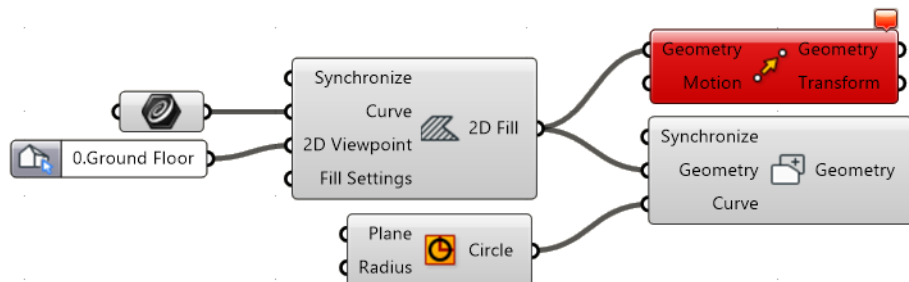 Geometry Geometry
Motion Transform
Synchronize
Curve
2D Viewpoint
Fill Settings
2D Fill
0.Ground Floor
Synchronize
Geometry Geometry
Curve
Plane
Radius
Circle